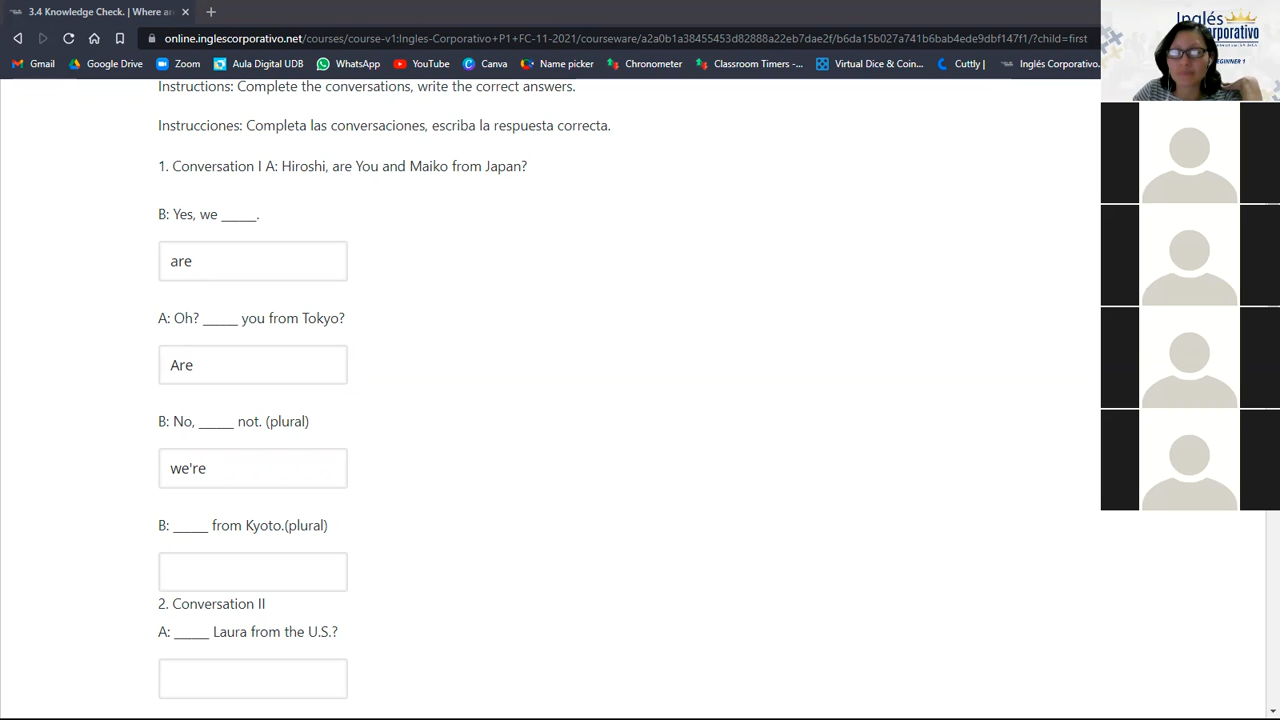 3.4 Knowledge Check. | Where ar
online.inglescorporativo.net/courses/course-v1:Ingles-Corporativo+I-I+FC-TI-2021/courseware/a2a0b1a38455453d82888a22eb7dae2f/b6da15b027a741b6bab4ede9dbf147f1/?child=first
Gmail Google Drive Zoom Aula Digital UDB WhatsApp YouTube Canva Name picker Chronometer Classroom Timers - ... Virtual Dice & Coin... Cuttly | Inglés Corporativo.
Inglés
BEGINNER 1
Instructions: Complete the conversations, write the correct answers.
Instrucciones: Completa las conversaciones, escriba la respuesta correcta.
1. Conversation I A: Hiroshi, are You and Maiko from Japan?
B: Yes, we _____.
are
A: Oh? _____ you from Tokyo?
Are
B: No, _____ not. (plural)
we're
B: _____ from Kyoto.(plural)
2. Conversation II
A: _____ Laura from the U.S.?